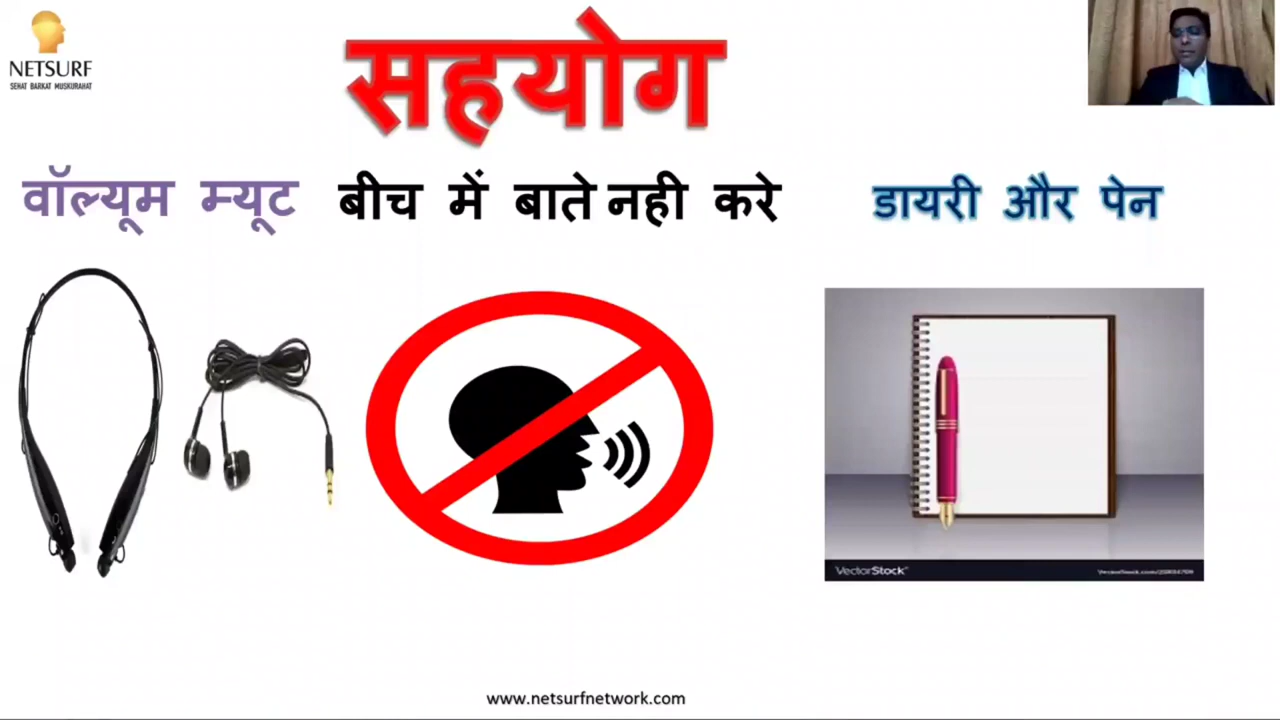 NETSURF
SEHAT BARKAT MUSKURAHAT
सहयोग
वॉल्यूम म्यूट
बीच में बाते नही करे
डायरी और पेन
VectorStock
www.netsurfnetwork.com